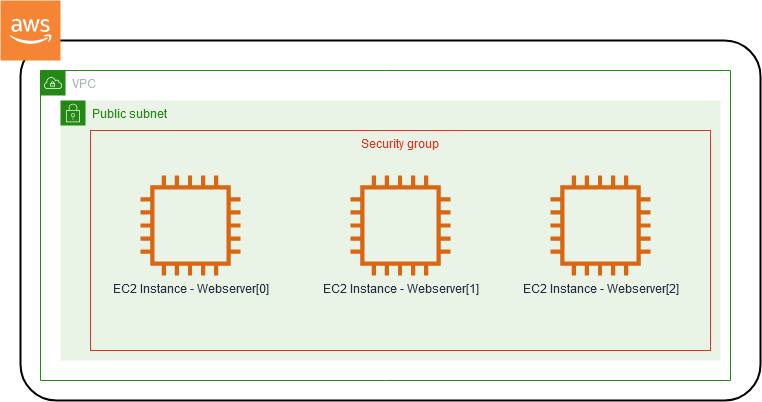 aws
VPC
Public subnet
Security group
EC2 Instance - Webserver[0]
EC2 Instance - Webserver[1]
EC2 Instance - Webserver[2]